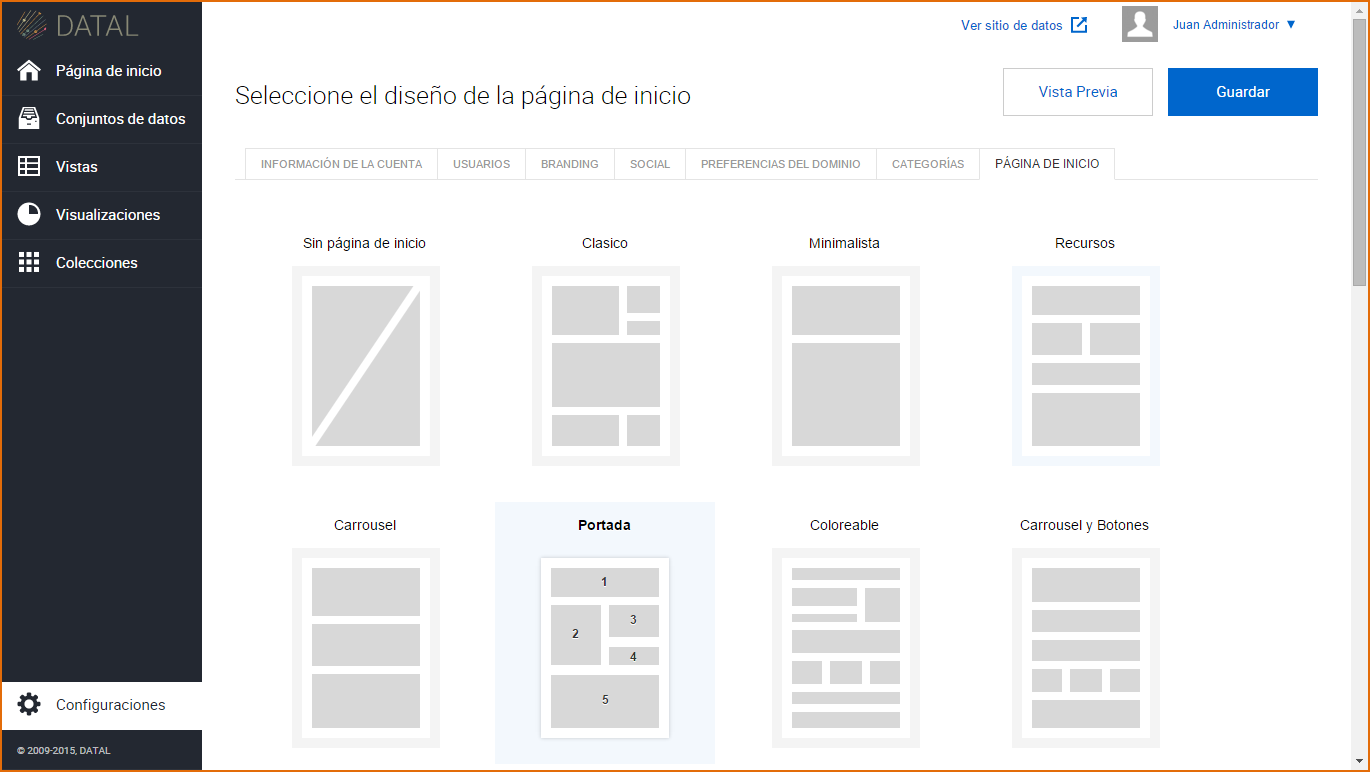 DATAL
Ver sitio de datos
Juan Administrador ▼
Página de inicio
Conjuntos de datos
Vistas
Visualizaciones
Colecciones
Configuraciones
© 2009-2015, DATAL
Seleccione el diseño de la página de inicio
Vista Previa
Guardar
INFORMACIÓN DE LA CUENTA
USUARIOS
BRANDING
SOCIAL
PREFERENCIAS DEL DOMINIO
CATEGORÍAS
PÁGINA DE INICIO
Sin página de inicio
Clasico
Minimalista
Recursos
Carrousel
Portada
1
2
3
4
5
Coloreable
Carrousel y Botones